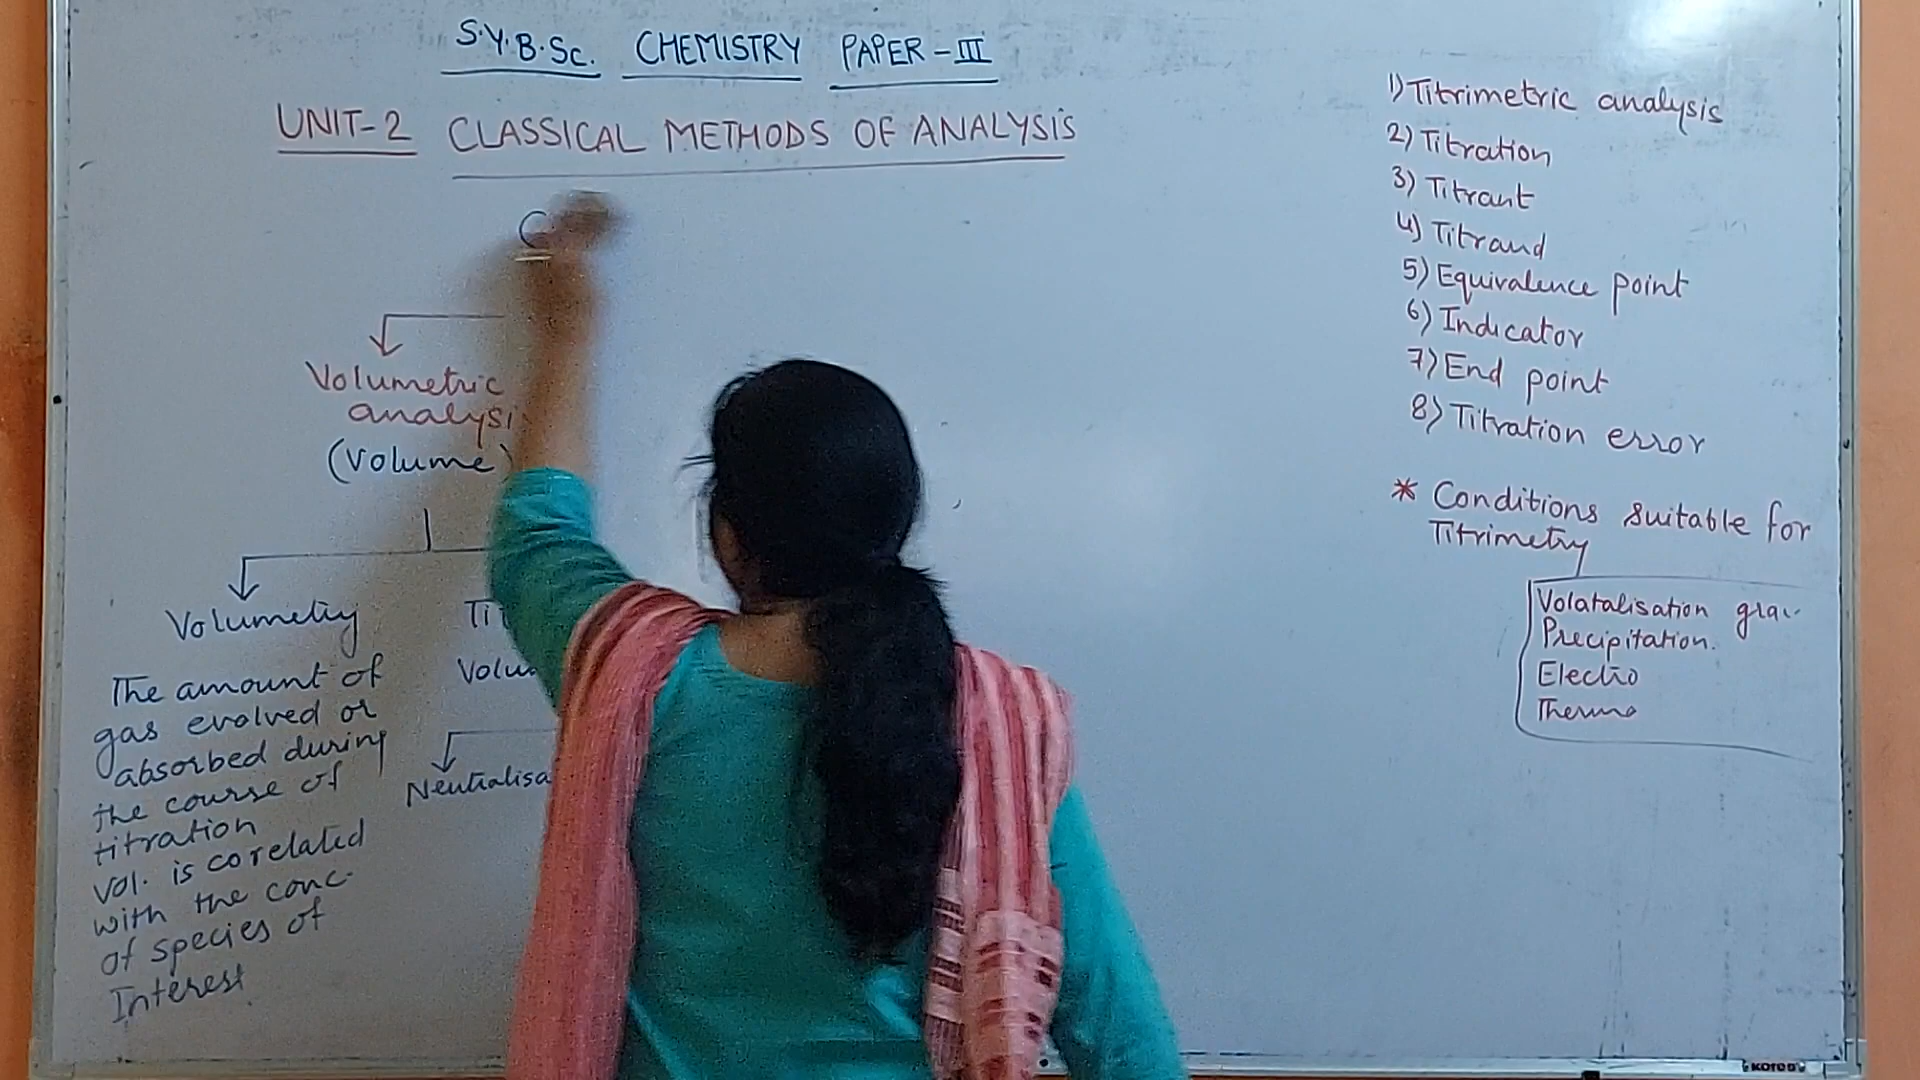 S.Y.B.Sc. CHEMISTRY PAPER - III
UNIT-2 CLASSICAL METHODS OF ANALYSIS
C
Volumetric
analysi
(Volume)
Volumetry
The amount of
gas evolved or
absorbed during
the course of
titration
vol. is corelated
with the conc.
of species of
Interest
Ti
Volu
Neutralisa
1) Titrimetric analysis
2) Titration
3) Titrant
4) Titrand
5) Equivalence point
6) Indicator
7) End point
8) Titration error
* Conditions suitable for
Titrimetry
Volatalisation grav.
Precipitation.
Electro
Thermo
KOROS